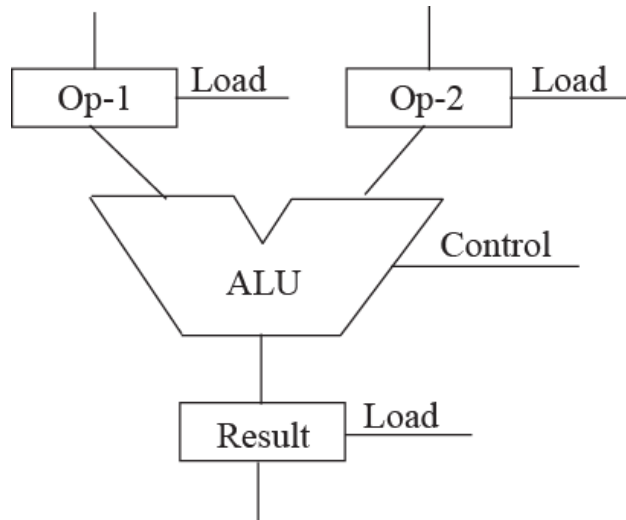 Op-1
Load
Op-2
Load
Control
ALU
Load
Result